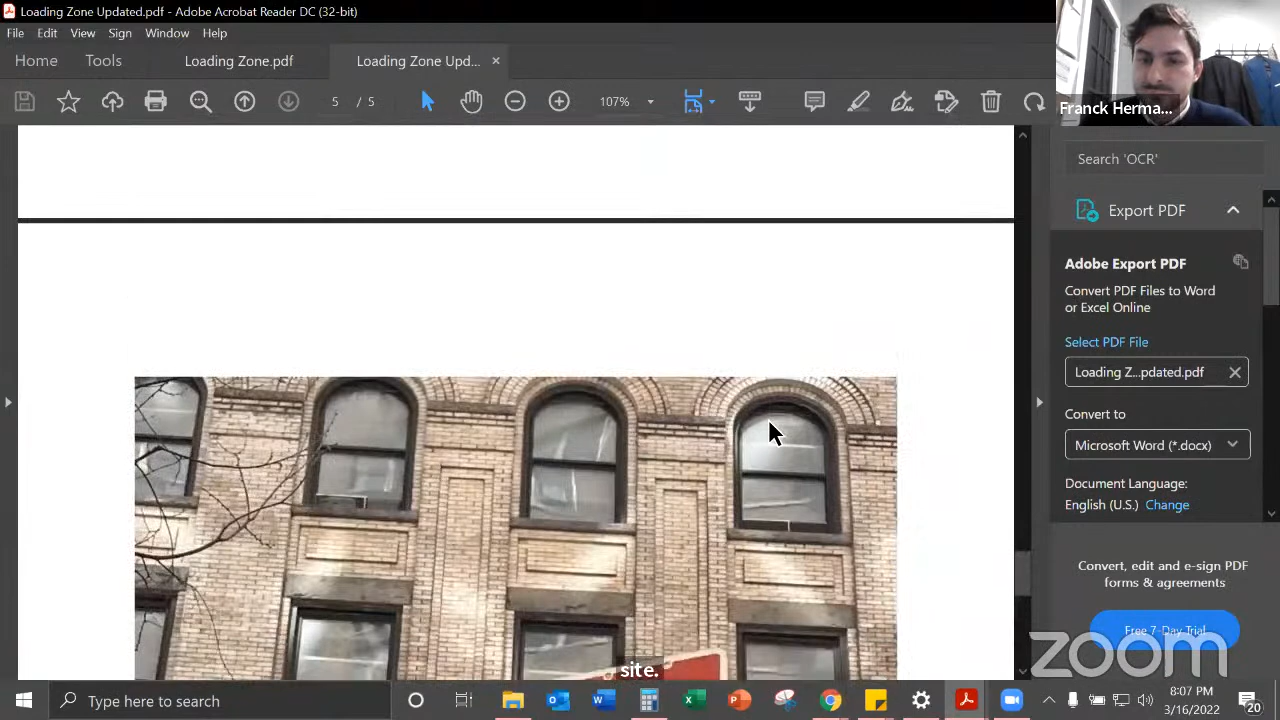 Loading Zone Updated.pdf - Adobe Acrobat Reader DC (32-bit)
File Edit View Sign Window Help
Home Tools Loading Zone.pdf Loading Zone Upd... ×
5 / 5 107%
Franck Herma...
Search 'OCR'
Export PDF
Adobe Export PDF
Convert PDF Files to Word
or Excel Online
Select PDF File
Loading Z...pdated.pdf
Convert to
Microsoft Word (*.docx)
Document Language:
English (U.S.) Change
Convert, edit and e-sign PDF
forms & agreements
Free 7-Day Trial
zoom
site.
Type here to search
8:07 PM
3/16/2022
20